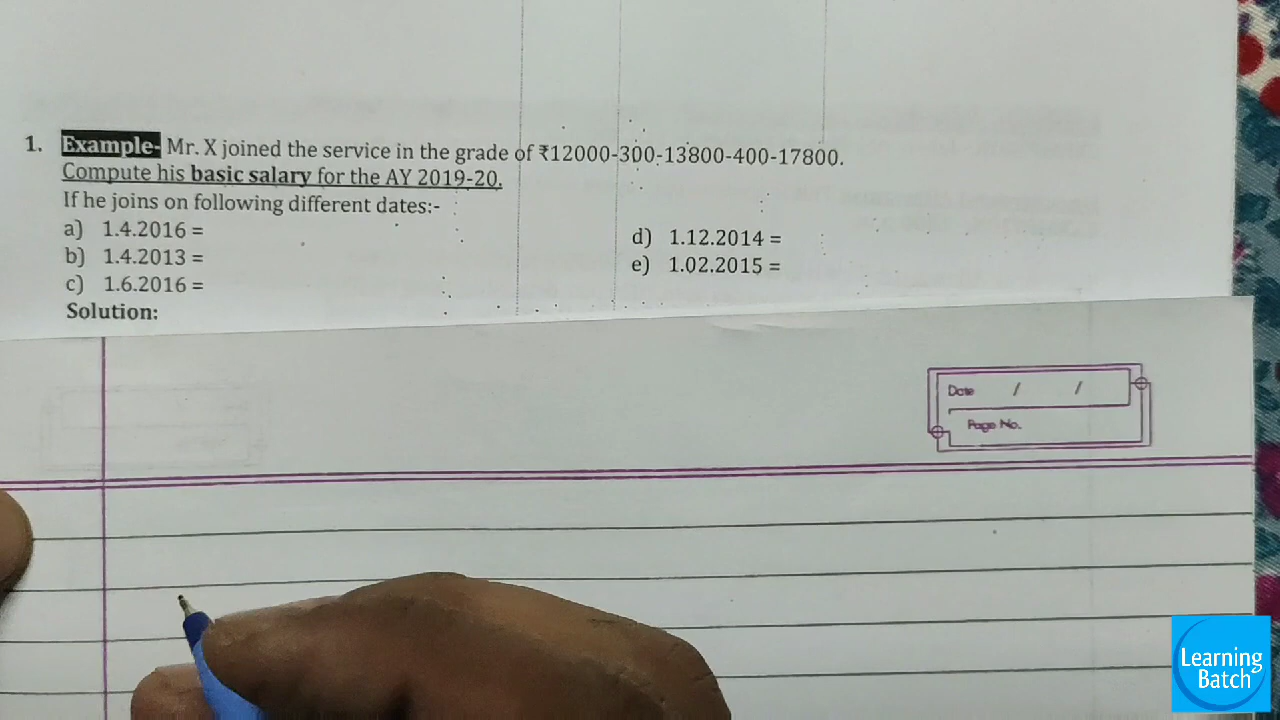 1. Example- Mr. X joined the service in the grade of ₹12000-300-13800-400-17800.
Compute his basic salary for the AY 2019-20.
If he joins on following different dates:-
a) 1.4.2016 =
b) 1.4.2013 =
c) 1.6.2016 =
d) 1.12.2014 =
e) 1.02.2015 =
Solution:
Date / /
Page No.
Learning
Batch